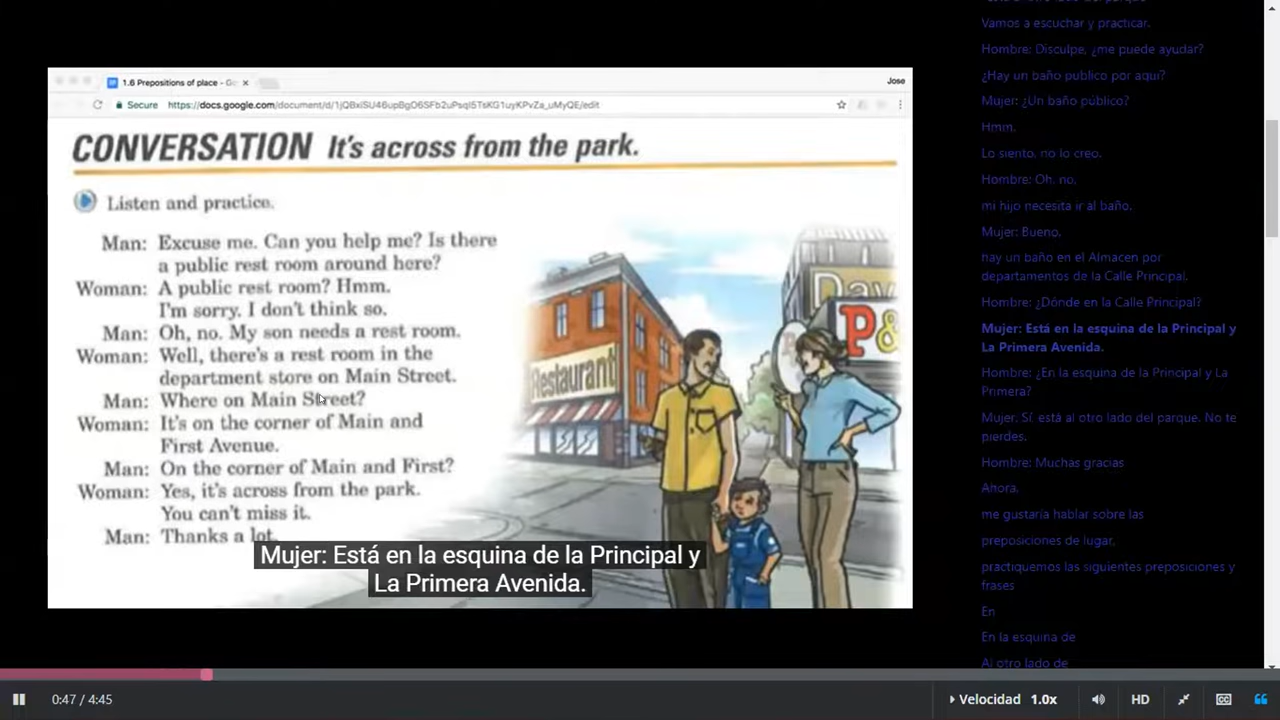 1.6 Prepositions of place - G
Jose
Secure https://docs.google.com/document/d/1jQBxiSU46upBgO6SFb2uPsqI5TsKG1uyKPvZa_uMyQE/edit
CONVERSATION It's across from the park.
Listen and practice.
Man: Excuse me. Can you help me? Is there
a public rest room around here?
Woman: A public rest room? Hmm.
I'm sorry. I don't think so.
Man: Oh, no. My son needs a rest room.
Woman: Well, there's a rest room in the
department store on Main Street.
Man: Where on Main Street?
Woman: It's on the corner of Main and
First Avenue.
Man: On the corner of Main and First?
Woman: Yes, it's across from the park.
You can't miss it.
Man: Thanks a lot.
Restaurant
Dav
P&
Mujer: Está en la esquina de la Principal y
La Primera Avenida.
Vamos a escuchar y practicar.
Hombre: Disculpe, ¿me puede ayudar?
¿Hay un baño publico por aquí?
Mujer: ¿Un baño público?
Hmm.
Lo siento, no lo creo.
Hombre: Oh, no,
mi hijo necesita ir al baño.
Mujer: Bueno,
hay un baño en el Almacen por
departamentos de la Calle Principal.
Hombre: ¿Dónde en la Calle Principal?
Mujer: Está en la esquina de la Principal y
La Primera Avenida.
Hombre: ¿En la esquina de la Principal y La
Primera?
Mujer, Sí, está al otro lado del parque. No te
pierdes.
Hombre: Muchas gracias
Ahora,
me gustaría hablar sobre las
preposiciones de lugar,
practiquemos las siguientes preposiciones y
frases
En
En la esquina de
Al otro lado de
0:47 / 4:45
Velocidad 1.0x
HD
CC